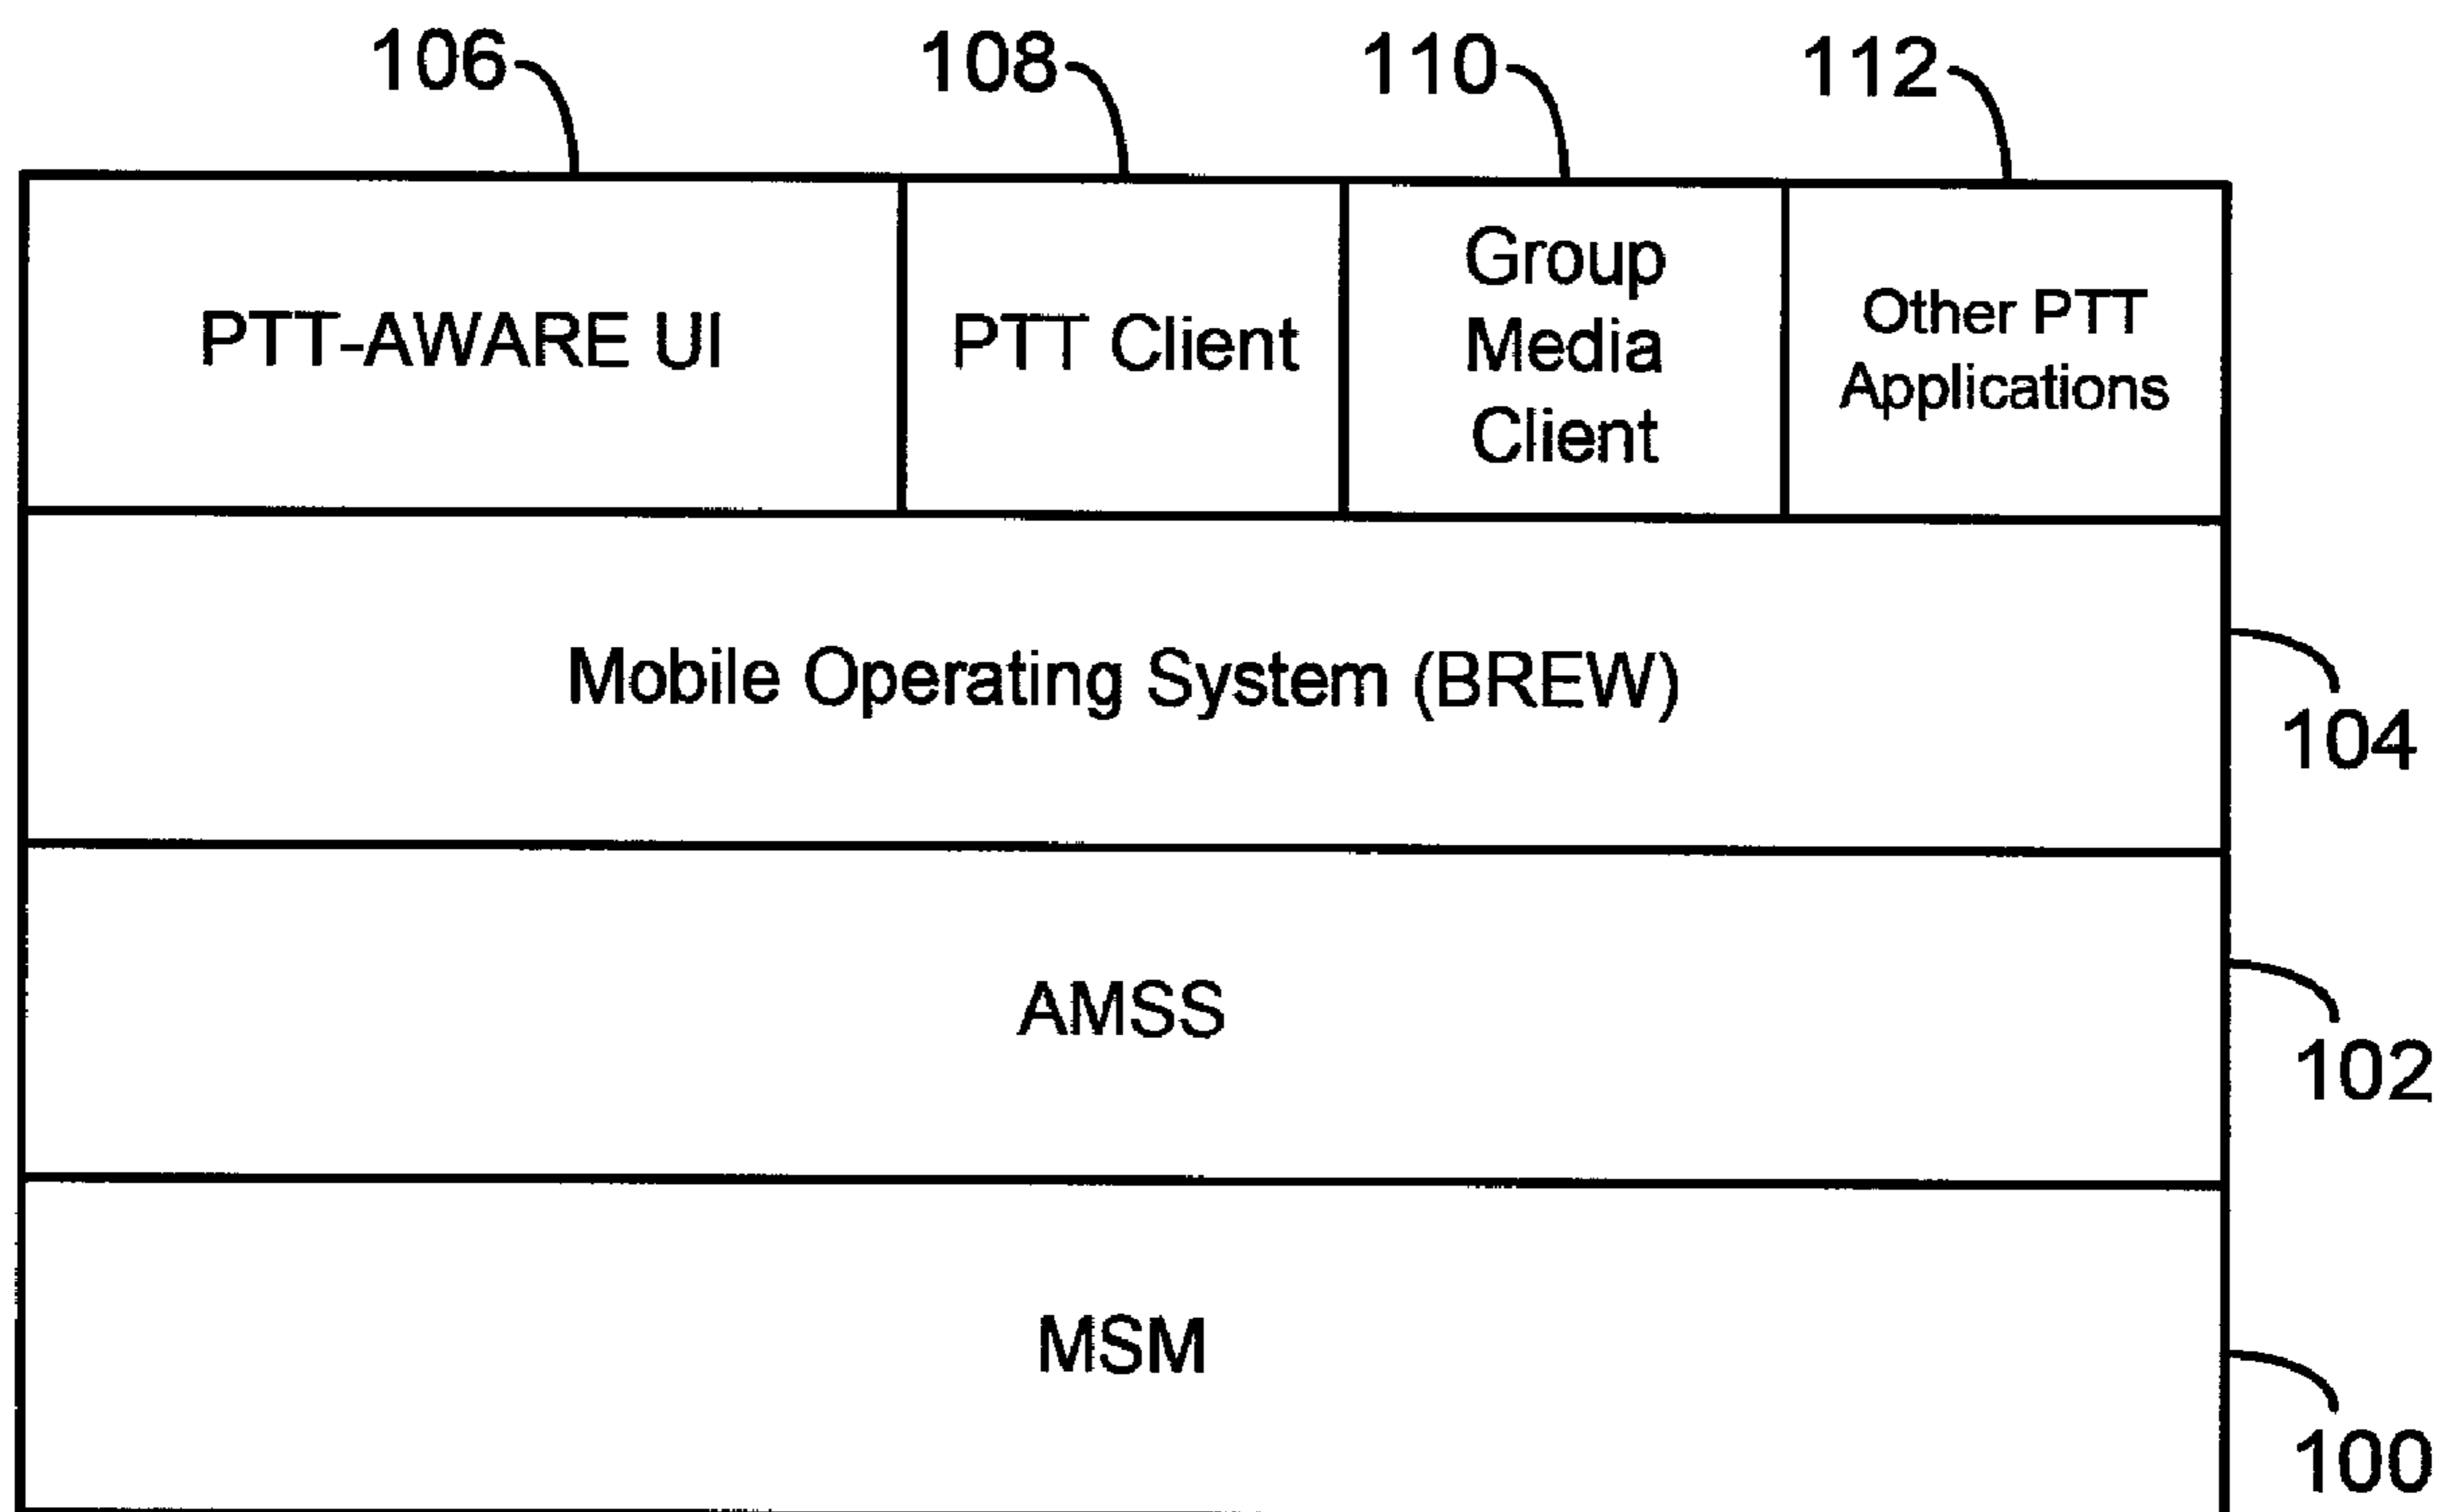 106 108 110 112
PTT-AWARE UI
PTT Client
Group
Media
Client
Other PTT
Applications
Mobile Operating System (BREW)
104
AMSS
102
MSM
100